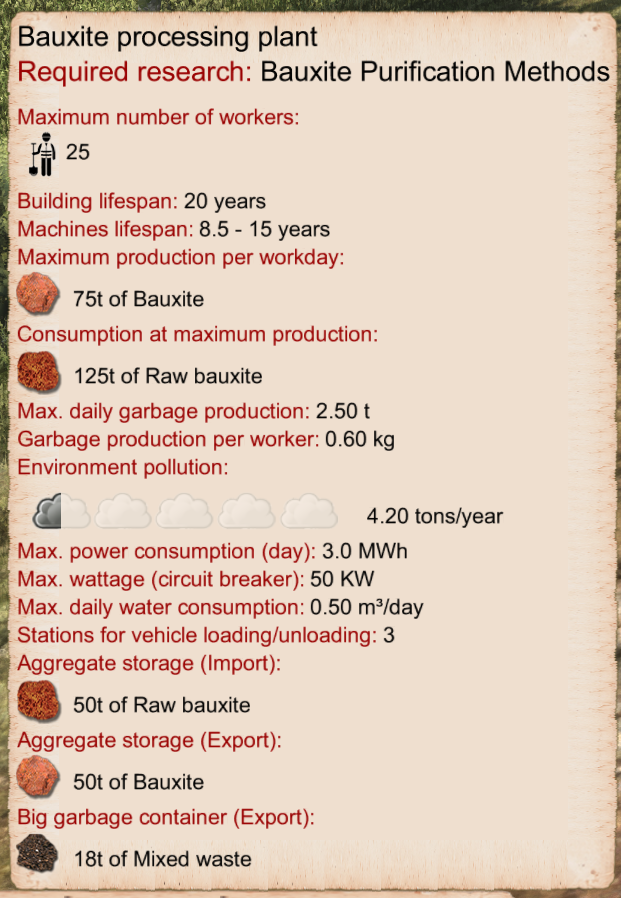 Bauxite processing plant
Required research: Bauxite Purification Methods
Maximum number of workers:
25
Building lifespan: 20 years
Machines lifespan: 8.5 - 15 years
Maximum production per workday:
75t of Bauxite
Consumption at maximum production:
125t of Raw bauxite
Max. daily garbage production: 2.50 t
Garbage production per worker: 0.60 kg
Environment pollution:
4.20 tons/year
Max. power consumption (day): 3.0 MWh
Max. wattage (circuit breaker): 50 KW
Max. daily water consumption: 0.50 m³/day
Stations for vehicle loading/unloading: 3
Aggregate storage (Import):
50t of Raw bauxite
Aggregate storage (Export):
50t of Bauxite
Big garbage container (Export):
18t of Mixed waste